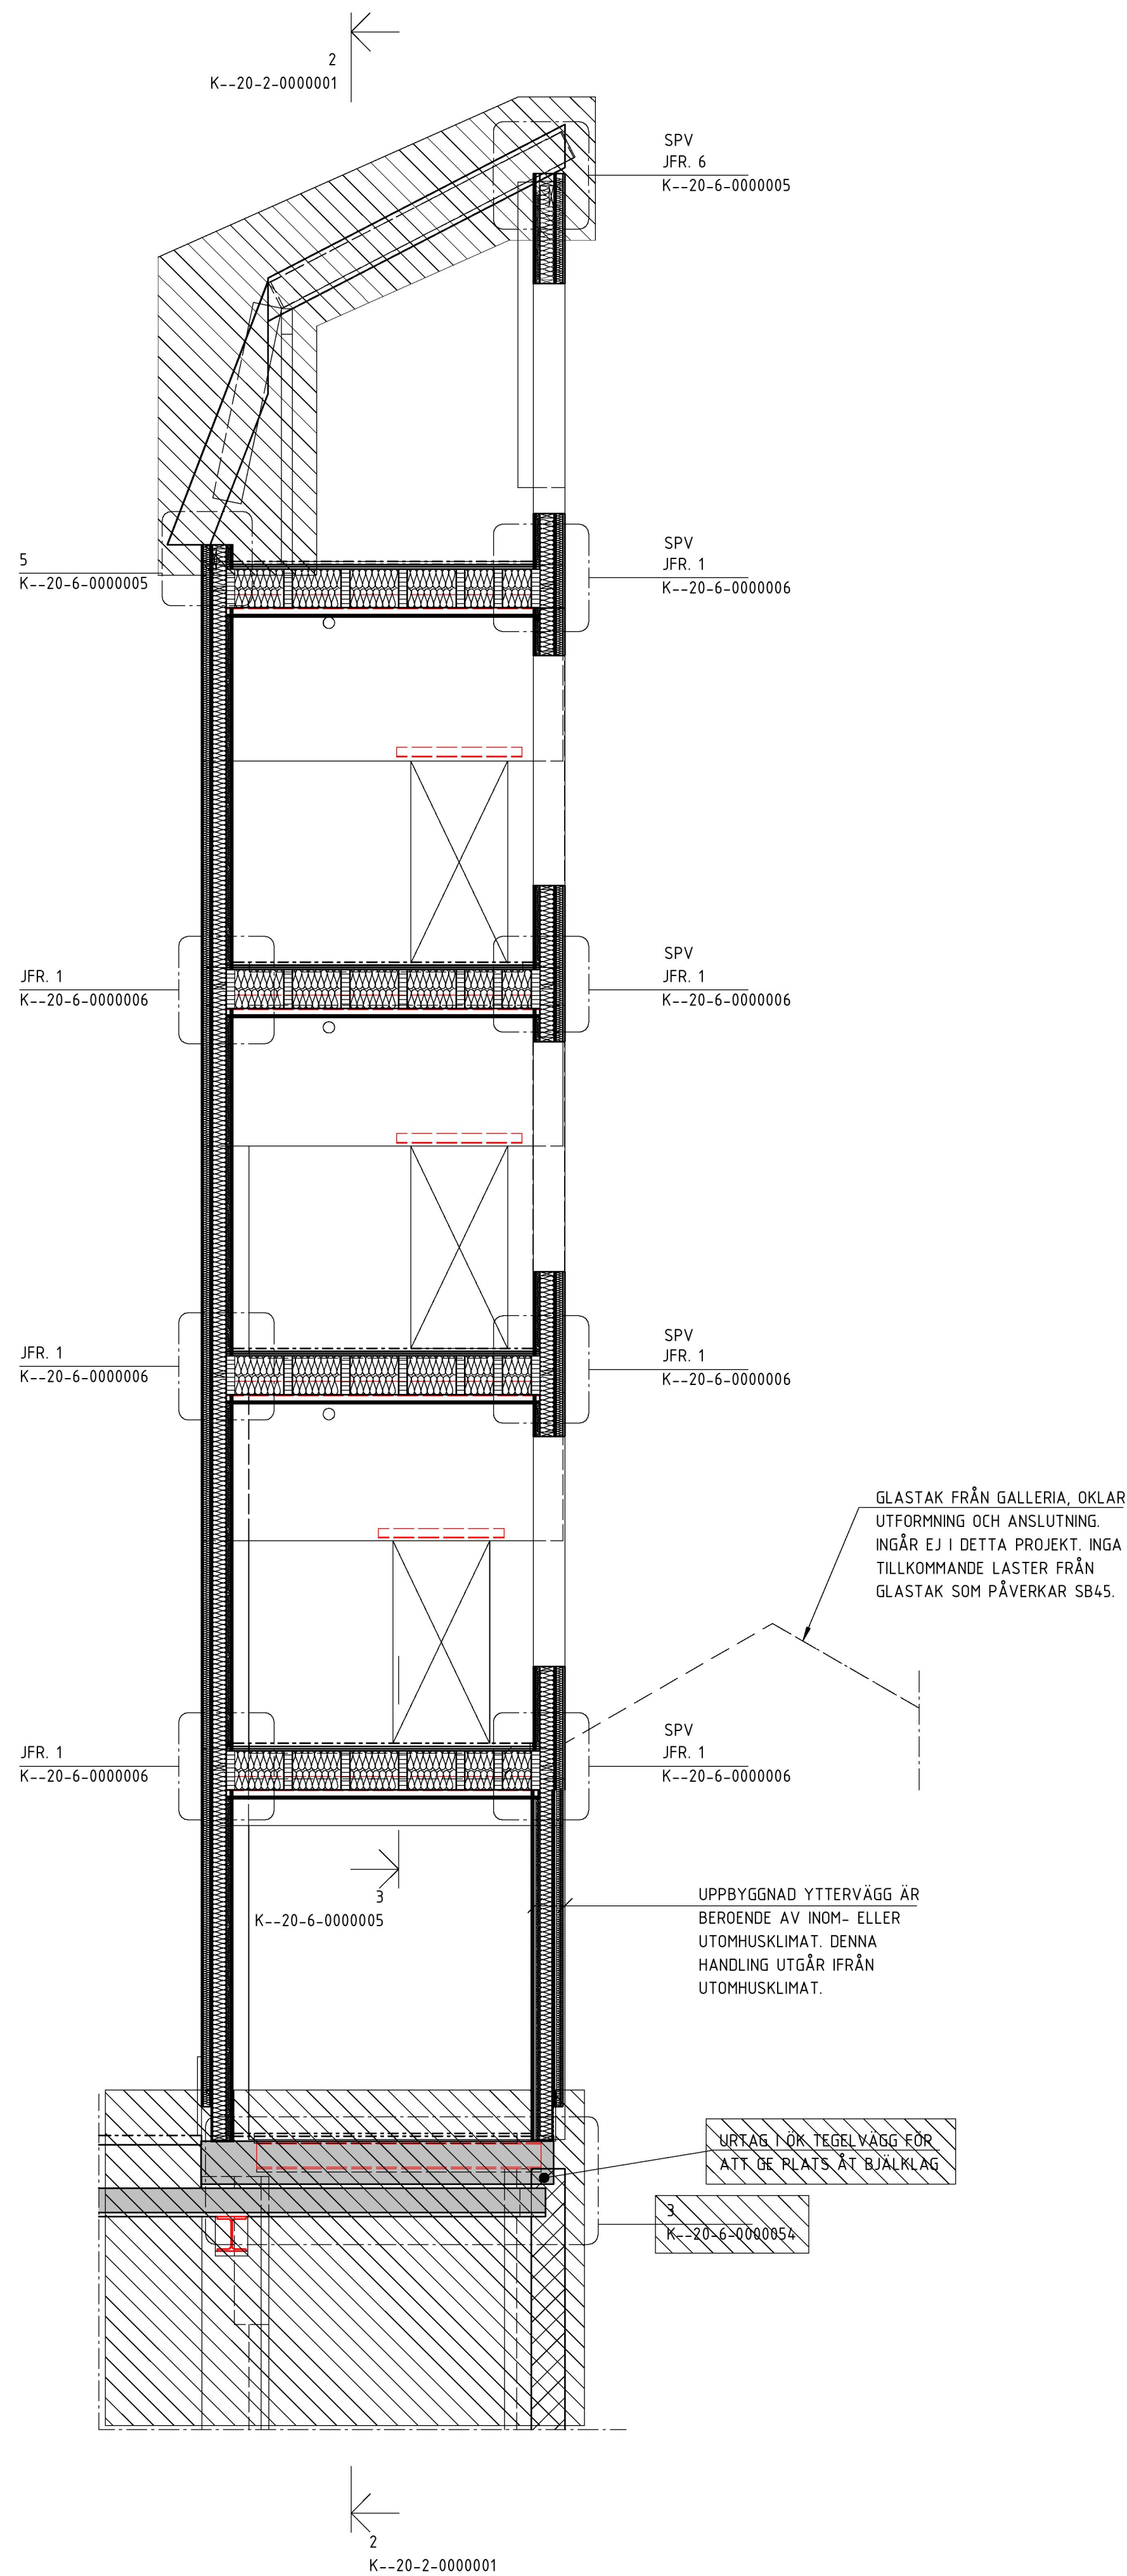 2
K--20-2-0000001
SPV
JFR. 6
K--20-6-0000005
5
K--20-6-0000005
SPV
JFR. 1
K--20-6-0000006
JFR. 1
K--20-6-0000006
SPV
JFR. 1
K--20-6-0000006
JFR. 1
K--20-6-0000006
SPV
JFR. 1
K--20-6-0000006
GLASTAK FRÅN GALLERIA, OKLAR
UTFORMNING OCH ANSLUTNING.
INGÅR EJ I DETTA PROJEKT. INGA
TILLKOMMANDE LASTER FRÅN
GLASTAK SOM PÅVERKAR SB45.
JFR. 1
K--20-6-0000006
SPV
JFR. 1
K--20-6-0000006
3
K--20-6-0000005
UPPBYGGNAD YTTERVÄGG ÄR
BEROENDE AV INOM- ELLER
UTOMHUSKLIMAT. DENNA
HANDLING UTGÅR IFRÅN
UTOMHUSKLIMAT.
URTAG I ÖK TEGELVÄGG FÖR
ATT GE PLATS ÅT BJÄLKLAG
3
K--20-6-0000054
2
K--20-2-0000001